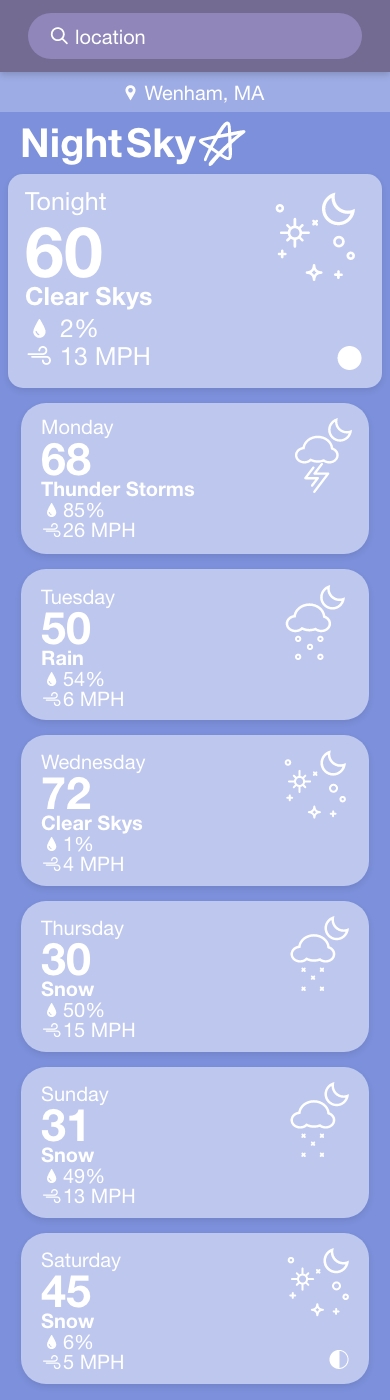 location
Wenham, MA
Night Sky
Tonight
60
Clear Skys
2%
13 MPH
Monday
68
Thunder Storms
85%
26 MPH
Tuesday
50
Rain
54%
6 MPH
Wednesday
72
Clear Skys
1%
4 MPH
Thursday
30
Snow
50%
15 MPH
Sunday
31
Snow
49%
13 MPH
Saturday
45
Snow
6%
5 MPH